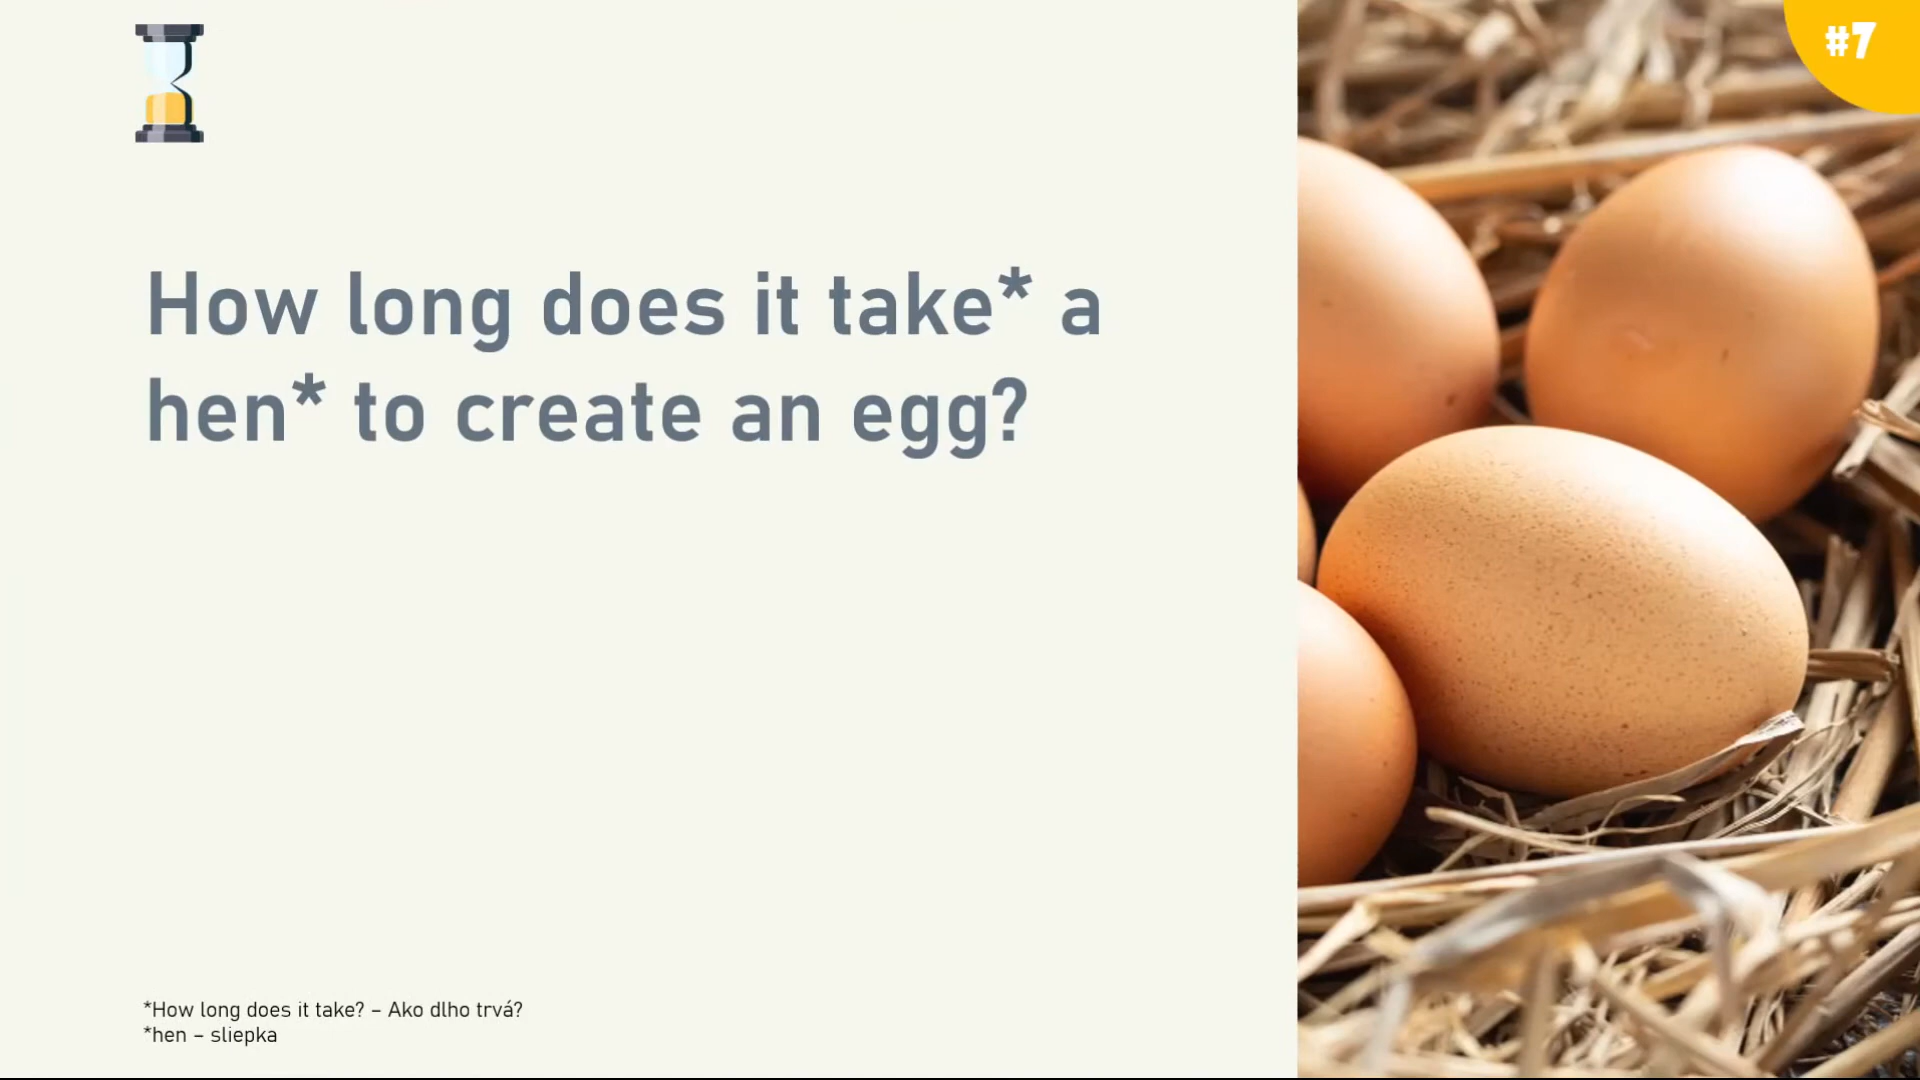 #7
How long does it take* a
hen* to create an egg?
*How long does it take? – Ako dlho trvá?
*hen – sliepka